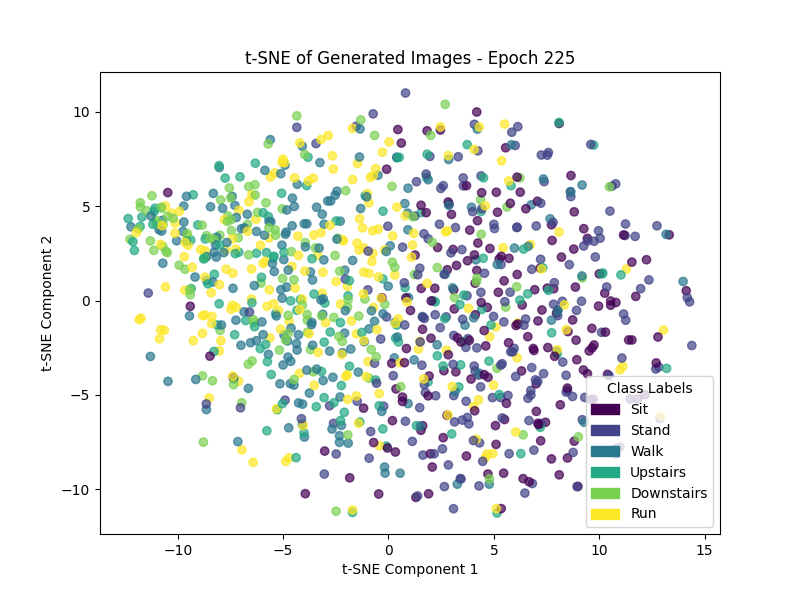 t-SNE of Generated Images - Epoch 225
t-SNE Component 2
10
5
0
−5
−10
−10
−5
0
5
10
15
t-SNE Component 1
Class Labels
Sit
Stand
Walk
Upstairs
Downstairs
Run